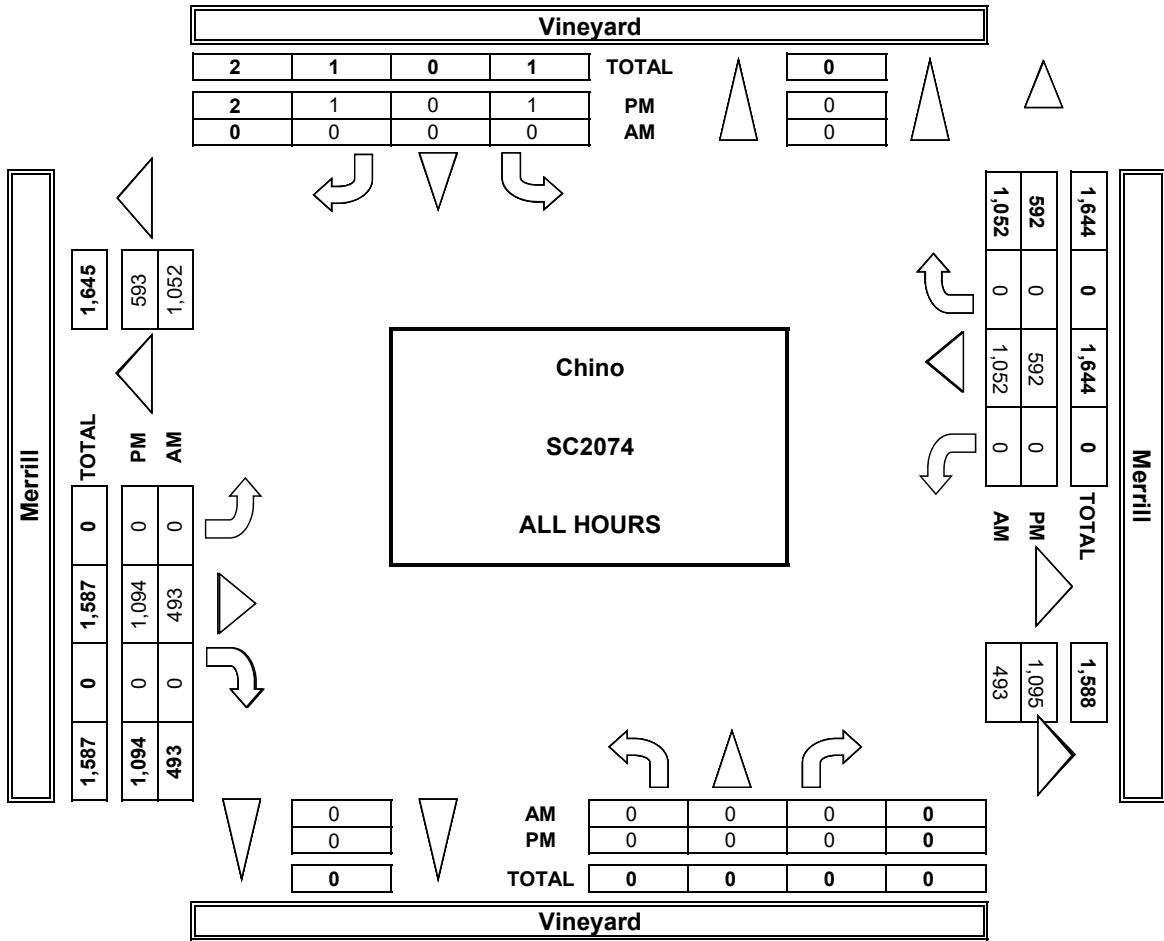 Vineyard
2 1 0 1 TOTAL 0
2 1 0 1 PM 0
0 0 0 0 AM 0
Merrill
1,645
593
1,052
TOTAL PM AM
0 0 0
1,587 1,094 493
0 0 0
1,587 1,094 493
Chino
SC2074
ALL HOURS
1,052 592 1,644
0 0 0
1,052 592 1,644
0 0 0
AM PM TOTAL
493 1,095 1,588
Merrill
0 AM 0 0 0 0
0 PM 0 0 0 0
0 TOTAL 0 0 0 0
Vineyard